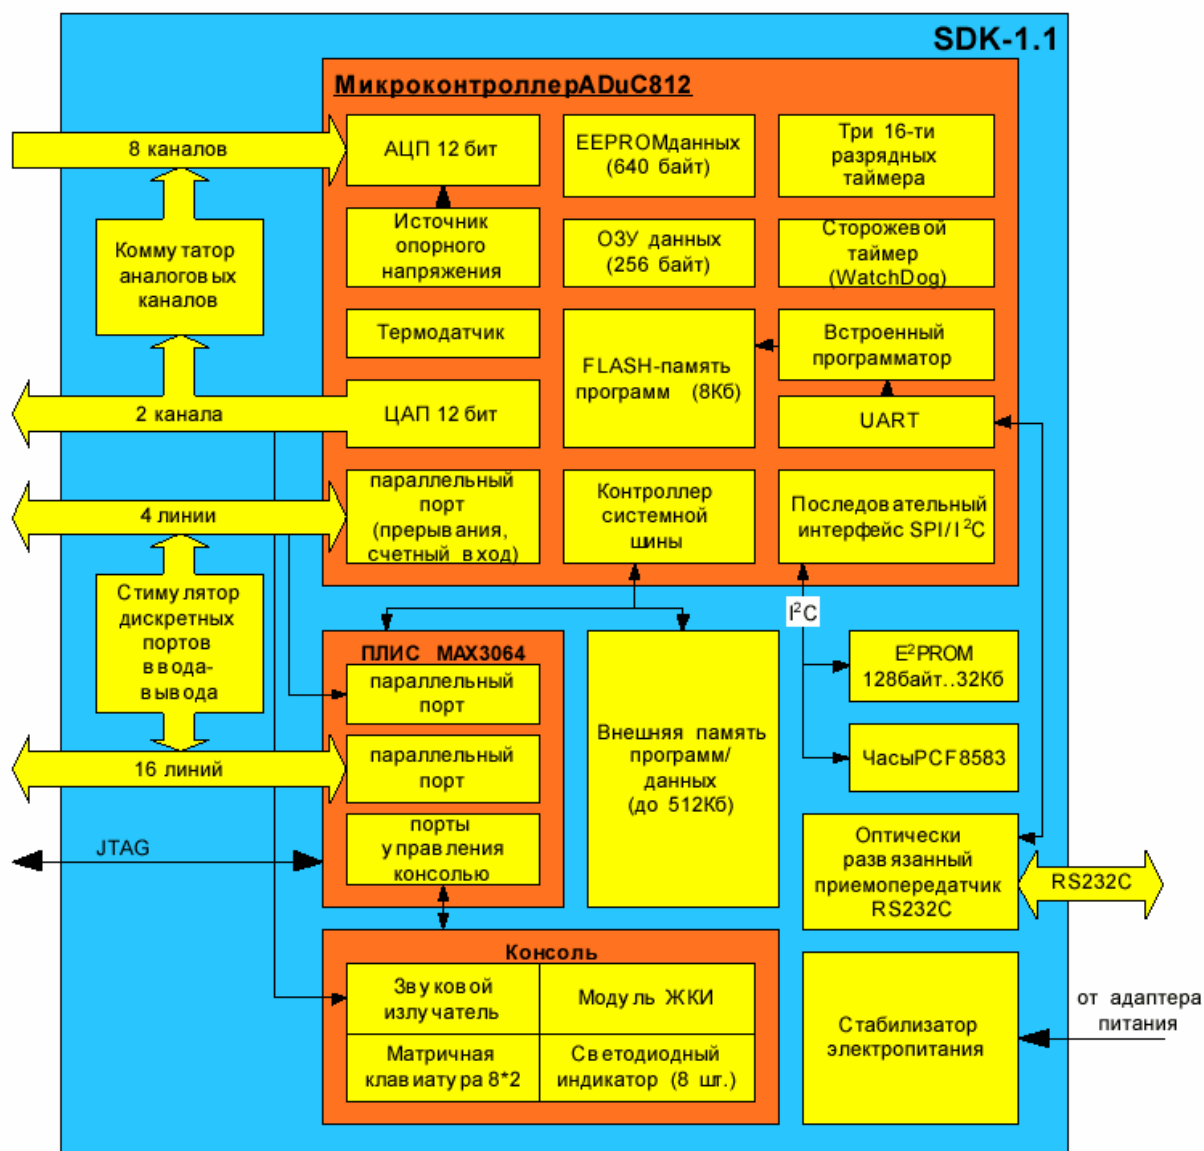 SDK-1.1
МикроконтроллерADuC812
8 каналов
АЦП 12 бит
EEPROMданных
(640 байт)
Три 16-ти
разрядных
таймера
Источник
опорного
напряжения
ОЗУ данных
(256 байт)
Сторожевой
таймер
(WatchDog)
Коммутатор
аналоговых
каналов
Термодатчик
FLASH-память
программ (8Кб)
Встроенный
программатор
2 канала
ЦАП 12 бит
UART
4 линии
параллельный
порт
(прерывания,
счетный вход)
Контроллер
системной
шины
Последовательный
интерфейс SPI/I²C
I²C
Стимулятор
дискретных
портов
ввода-
вывода
ПЛИС MAX3064
параллельный
порт
Внешняя память
программ/
данных
(до 512Кб)
E²PROM
128байт..32Кб
16 линий
параллельный
порт
ЧасыPCF8583
JTAG
порты
управления
консолью
Оптически
развязанный
приемопередатчик
RS232C
RS232C
Консоль
Звуковой
излучатель
Модуль ЖКИ
Матричная
клавиатура 8*2
Светодиодный
индикатор (8 шт.)
Стабилизатор
электропитания
от адаптера
питания